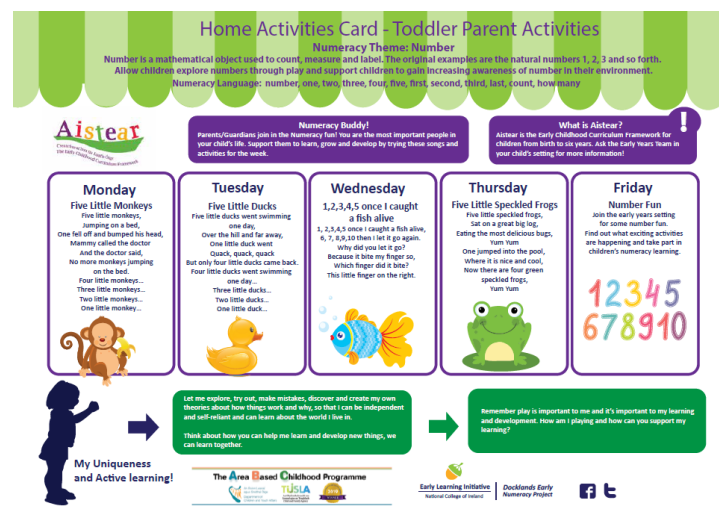 Home Activities Card - Toddler Parent Activities
Numeracy Theme: Number
Number is a mathematical object used to count, measure and label. The original examples are the natural numbers 1, 2, 3 and so forth.
Allow children explore numbers through play and support children to gain increasing awareness of number in their environment.
Numeracy Language: number, one, two, three, four, five, first, second, third, last, count, how many
Aistear
Numeracy Buddy!
Parents/Guardians join in the Numeracy fun! You are the most important people in
your child's life. Support them to learn, grow and develop by trying these songs and
activities for the week.
What is Aistear?
Aistear is the Early Childhood Curriculum Framework for
children from birth to six years. Ask the Early Years Team in
your child's setting for more information!
!
Monday
Five Little Monkeys
Five little monkeys,
Jumping on a bed,
One fell off and bumped his head,
Mammy called the doctor
And the doctor said,
No more monkeys jumping
on the bed.
Four little monkeys...
Three little monkeys...
Two little monkeys...
One little monkey...
Tuesday
Five Little Ducks
Five little ducks went swimming
one day,
Over the hill and far away,
One little duck went
Quack, quack, quack
But only four little ducks came back.
Four little ducks went swimming
one day...
Three little ducks...
Two little ducks...
One little duck...
Wednesday
1,2,3,4,5 once I caught
a fish alive
1, 2,3,4,5 once I caught a fish alive,
6, 7, 8,9,10 then I let it go again.
Why did you let it go?
Because it bite my finger so,
Which finger did it bite?
This little finger on the right.
Thursday
Five Little Speckled Frogs
Five little speckled frogs,
Sat on a great big log,
Eating the most delicious bugs,
Yum Yum
One jumped into the pool,
Where it is nice and cool,
Now there are four green
speckled frogs,
Yum Yum
Friday
Number Fun
Join the early years setting
for some number fun.
Find out what exciting activities
are happening and take part in
children's numeracy learning.
1 2 3 4 5
6 7 8 9 10
My Uniqueness
and Active learning!
Let me explore, try out, make mistakes, discover and create my own
theories about how things work and why, so that I can be independent
and self-reliant and can learn about the world I live in.
Think about how you can help me learn and develop new things, we
can learn together.
Remember play is important to me and it's important to my learning
and development. How am I playing and how can you support my
learning?
The Area Based Childhood Programme
TUSLA
Early Learning Initiative
National College of Ireland
Docklands Early
Numeracy Project